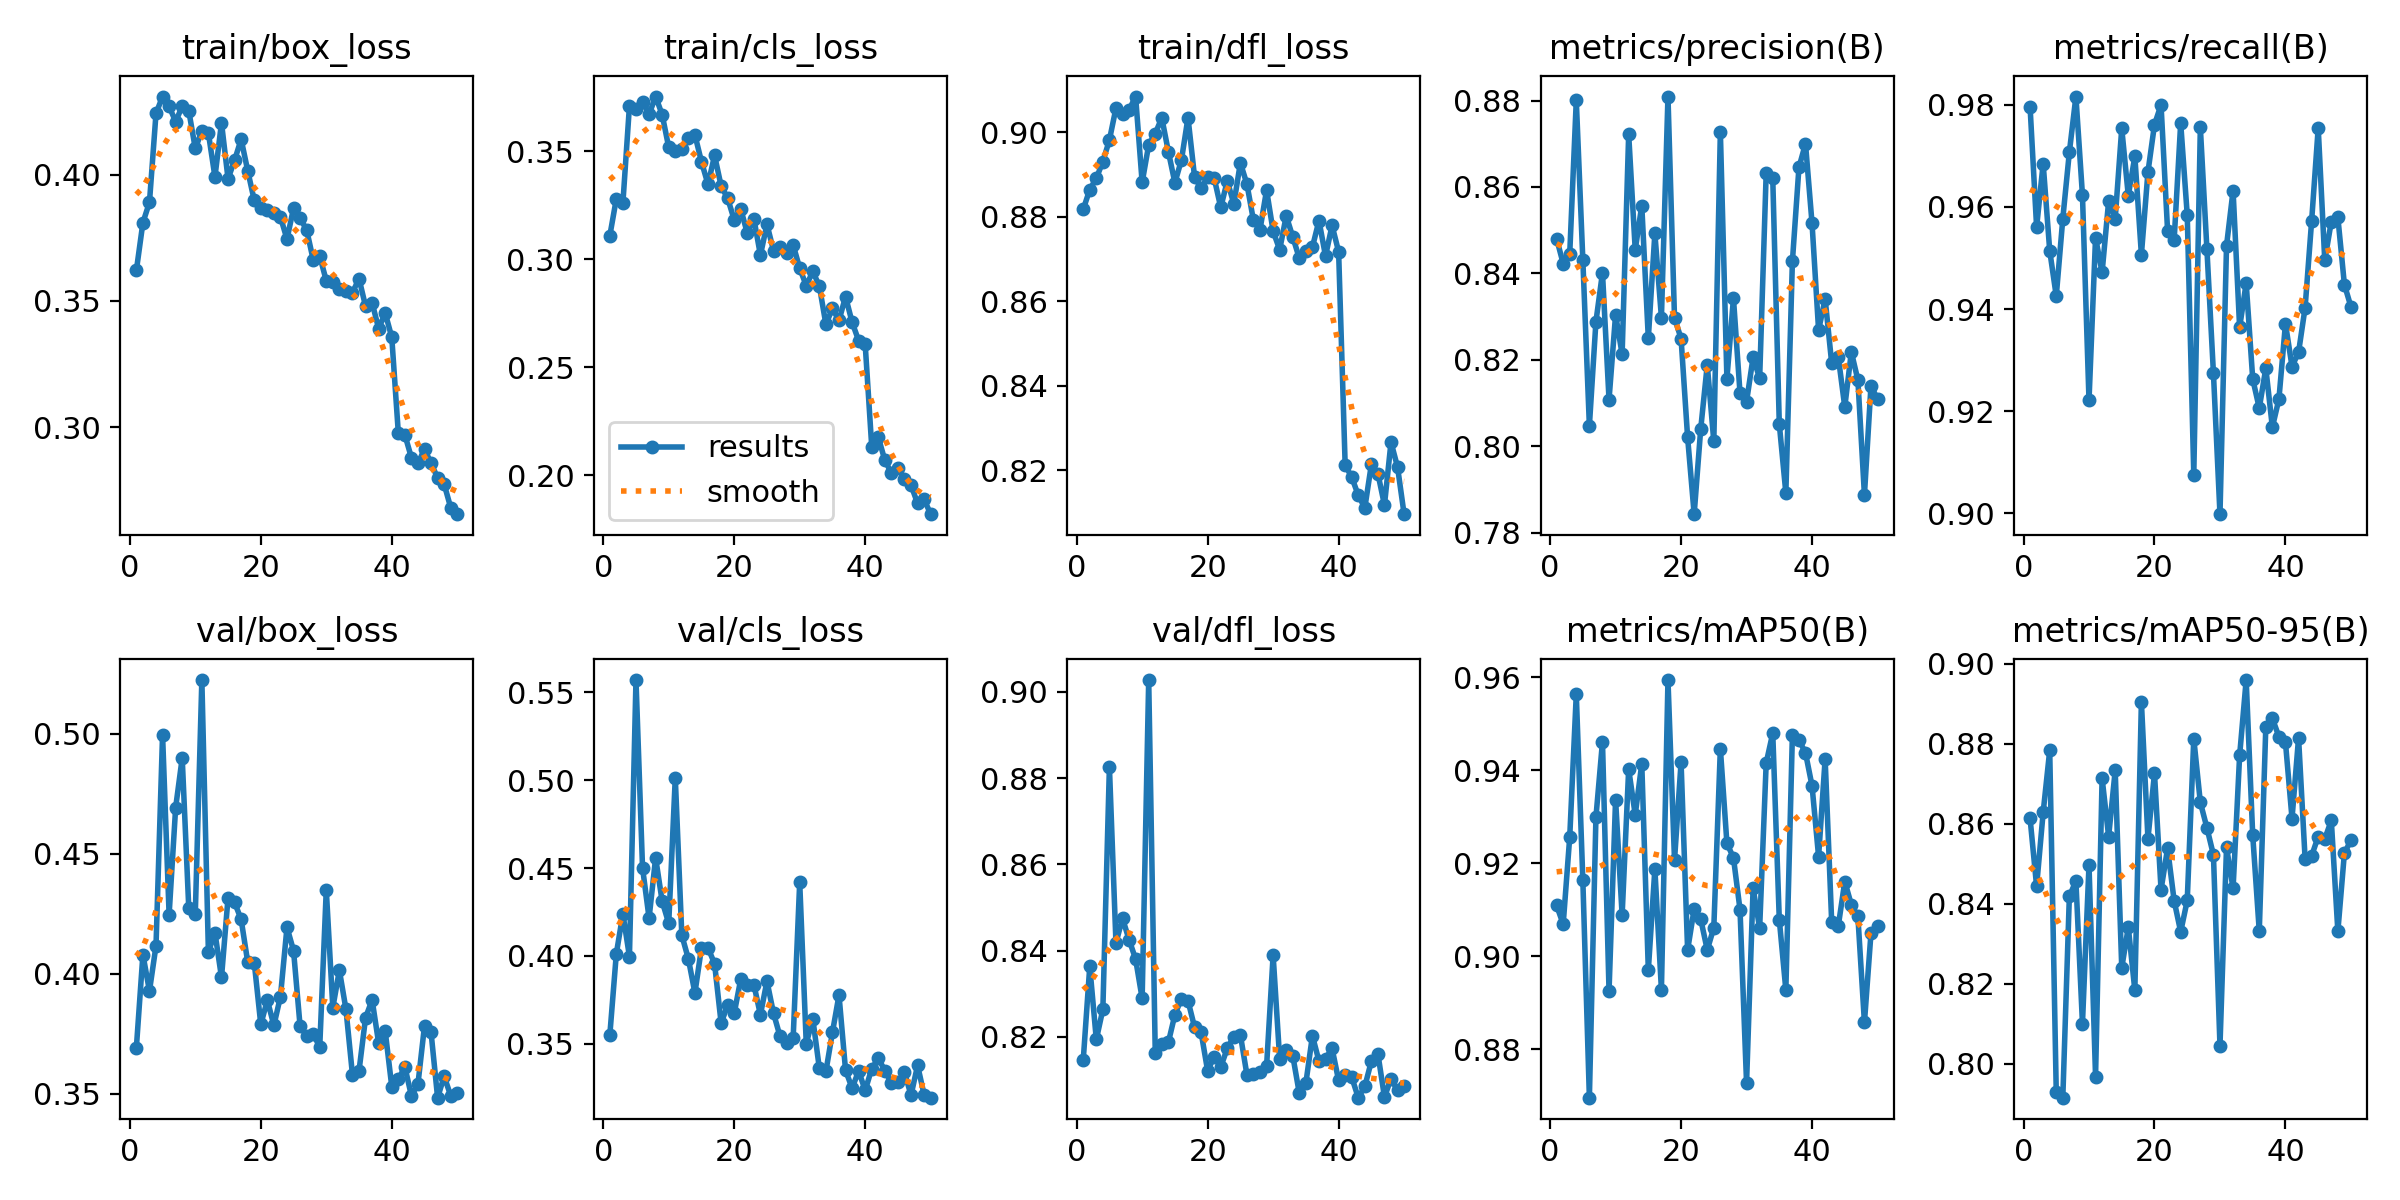 train/box_loss
train/cls_loss
train/dfl_loss
metrics/precision(B)
metrics/recall(B)
0.40
0.35
0.30
0 20 40
0.35
0.30
0.25
0.20
results
smooth
0 20 40
0.90
0.88
0.86
0.84
0.82
0 20 40
0.88
0.86
0.84
0.82
0.80
0.78
0 20 40
0.98
0.96
0.94
0.92
0.90
0 20 40
val/box_loss
val/cls_loss
val/dfl_loss
metrics/mAP50(B)
metrics/mAP50-95(B)
0.50
0.45
0.40
0.35
0 20 40
0.55
0.50
0.45
0.40
0.35
0 20 40
0.90
0.88
0.86
0.84
0.82
0 20 40
0.96
0.94
0.92
0.90
0.88
0 20 40
0.90
0.88
0.86
0.84
0.82
0.80
0 20 40